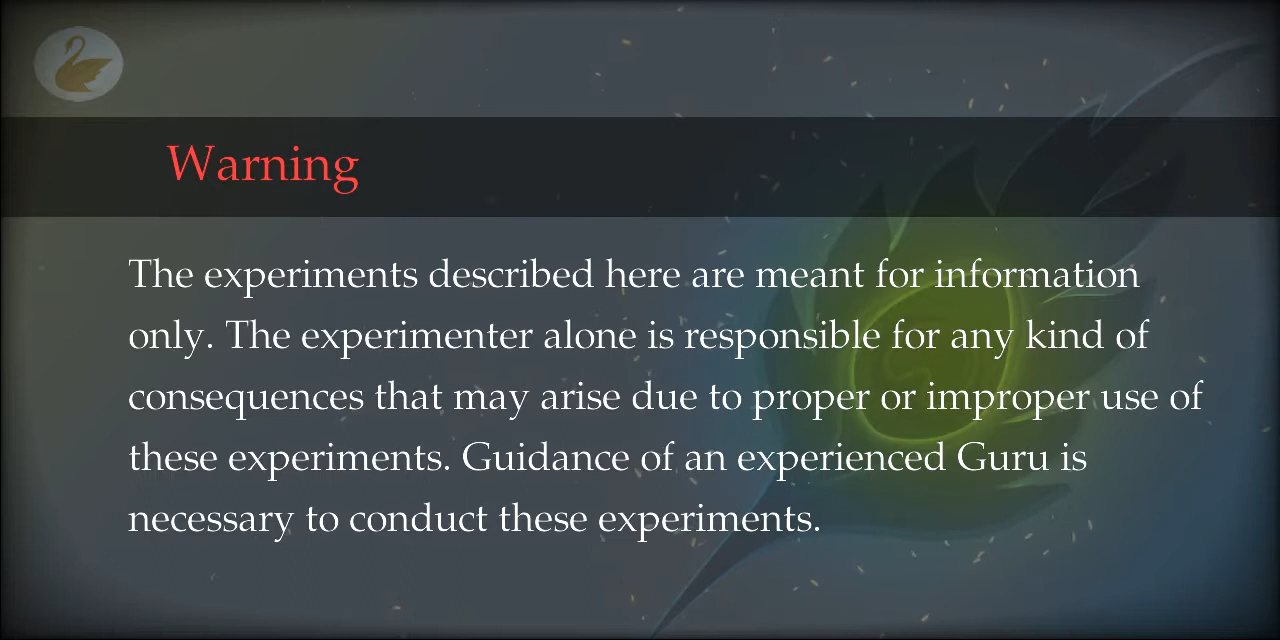 Warning
The experiments described here are meant for information
only. The experimenter alone is responsible for any kind of
consequences that may arise due to proper or improper use of
these experiments. Guidance of an experienced Guru is
necessary to conduct these experiments.